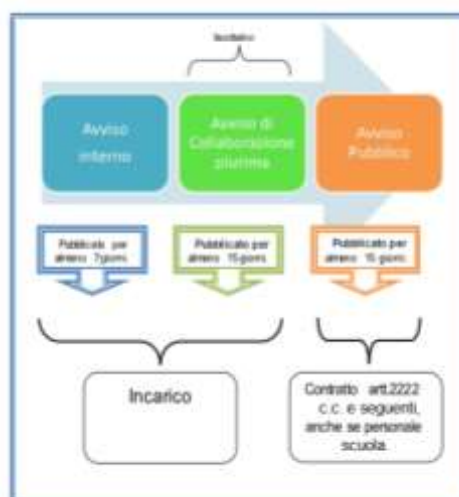 facoltativo
Avviso
interno
Avviso di
Collaborazione
plurima
Avviso
Pubblico
Pubblicato per
almeno 7 giorni.
Pubblicato per
almeno 15 giorni.
Pubblicato per
almeno 15 giorni.
Incarico
Contratto artt.2222
c.c. e seguenti,
anche se personale
scuola.